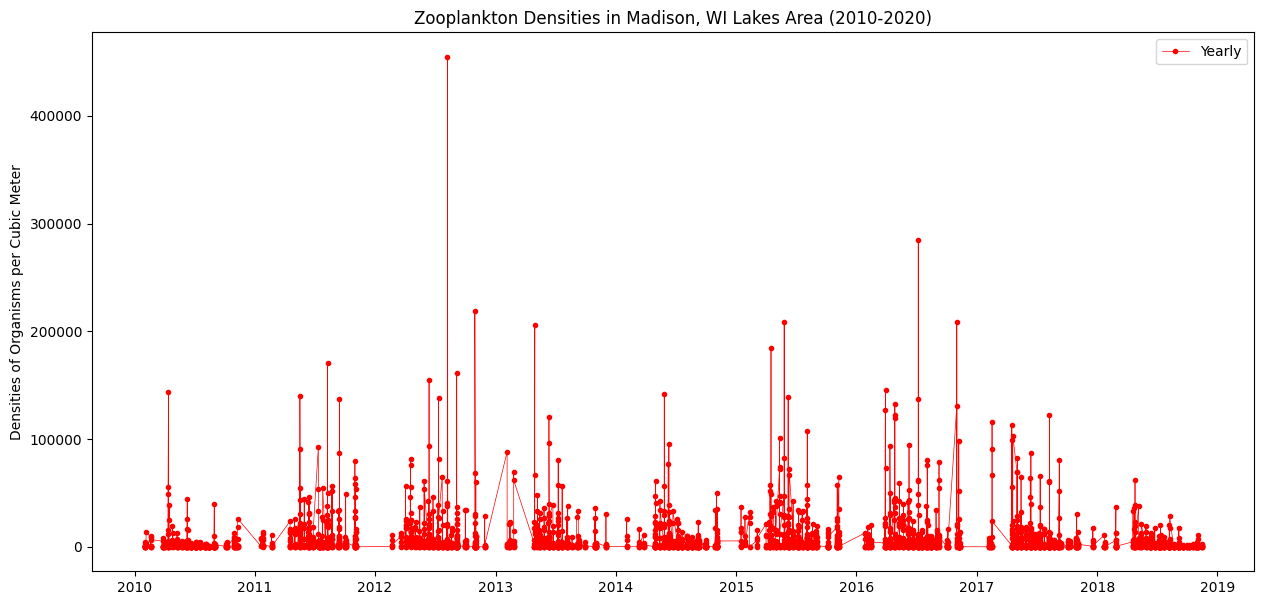 Zooplankton Densities in Madison, WI Lakes Area (2010-2020)
Yearly
Densities of Organisms per Cubic Meter
400000
300000
200000
100000
0
2010 2011 2012 2013 2014 2015 2016 2017 2018 2019